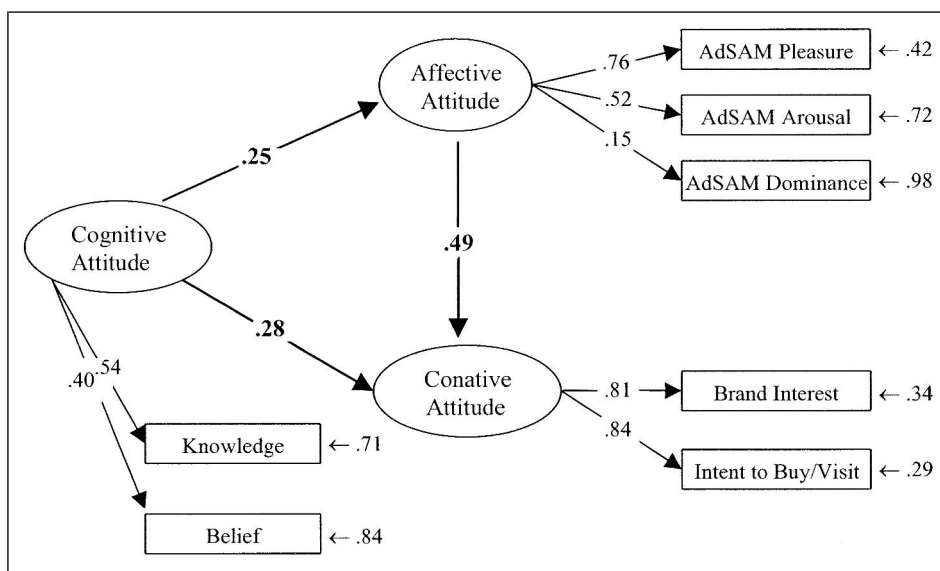 Affective
Attitude
.76
AdSAM Pleasure
← .42
.52
AdSAM Arousal
← .72
.15
AdSAM Dominance
← .98
.25
Cognitive
Attitude
.49
.28
.40
.54
Conative
Attitude
.81
Brand Interest
← .34
.84
Intent to Buy/Visit
← .29
Knowledge
← .71
Belief
← .84